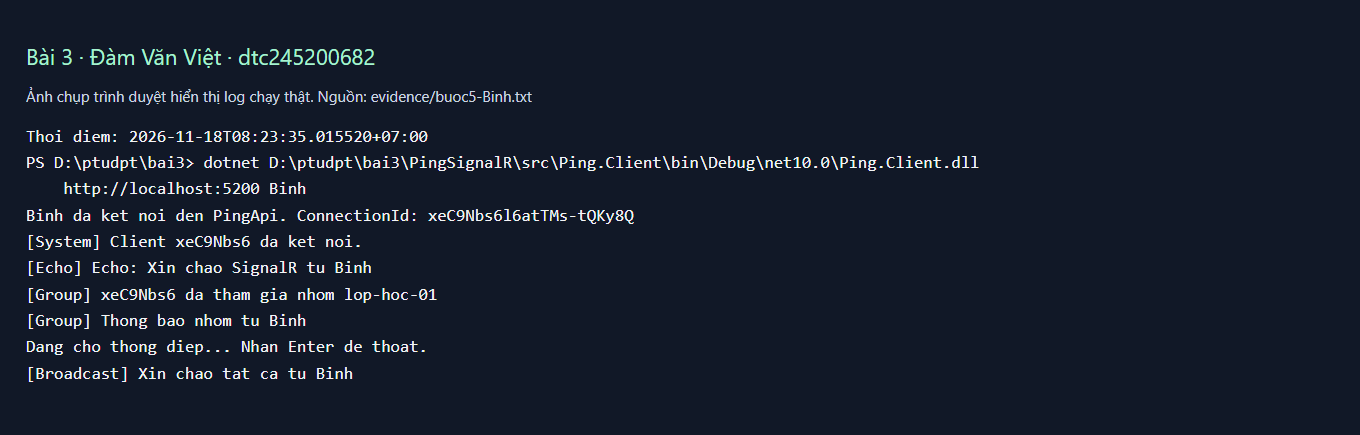 Bài 3 · Đàm Văn Việt · dtc245200682
Ảnh chụp trình duyệt hiển thị log chạy thật. Nguồn: evidence/buoc5-Binh.txt
Thoi diem: 2026-11-18T08:23:35.015520+07:00
PS D:\ptudpt\bai3> dotnet D:\ptudpt\bai3\PingSignalR\src\Ping.Client\bin\Debug\net10.0\Ping.Client.dll
http://localhost:5200 Binh
Binh da ket noi den PingApi. ConnectionId: xeC9Nbs6l6atTMs-tQKy8Q
[System] Client xeC9Nbs6 da ket noi.
[Echo] Echo: Xin chao SignalR tu Binh
[Group] xeC9Nbs6 da tham gia nhom lop-hoc-01
[Group] Thong bao nhom tu Binh
Dang cho thong diep... Nhan Enter de thoat.
[Broadcast] Xin chao tat ca tu Binh